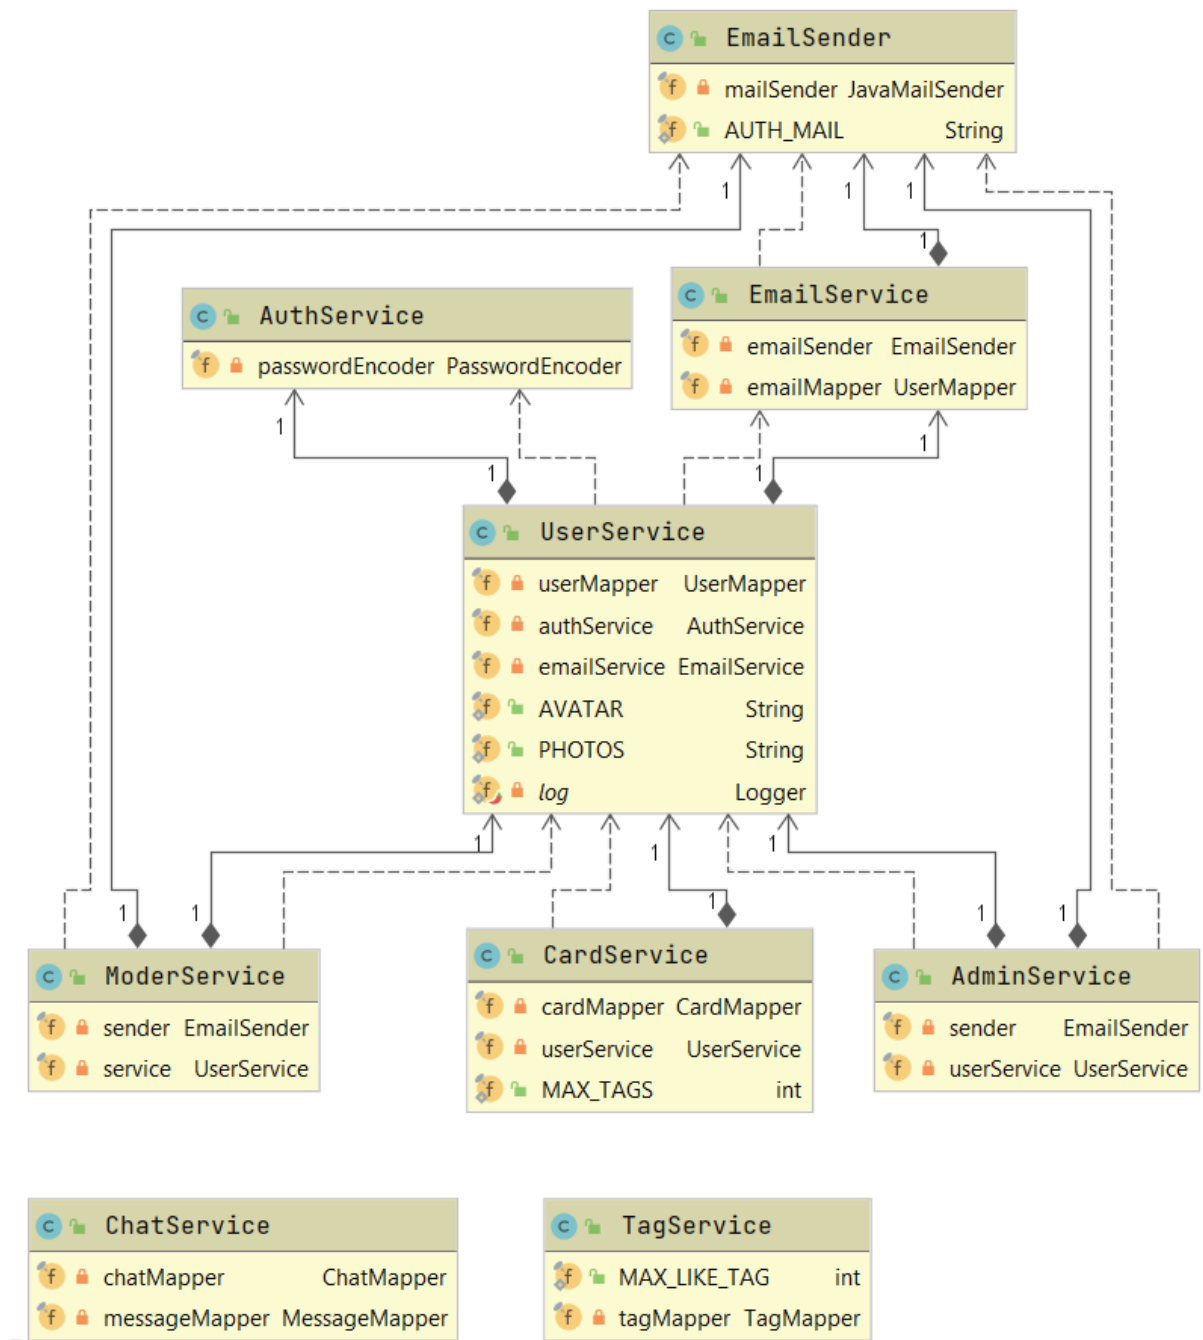 EmailSender
mailSender JavaMailSender
AUTH_MAIL String
1 1 1
1
AuthService
passwordEncoder PasswordEncoder
EmailService
emailSender EmailSender
emailMapper UserMapper
1 1
1 1
UserService
userMapper UserMapper
authService AuthService
emailService EmailService
AVATAR String
PHOTOS String
log Logger
1 1 1
1 1 1 1 1
ModerService
sender EmailSender
service UserService
CardService
cardMapper CardMapper
userService UserService
MAX_TAGS int
AdminService
sender EmailSender
userService UserService
ChatService
chatMapper ChatMapper
messageMapper MessageMapper
TagService
MAX_LIKE_TAG int
tagMapper TagMapper